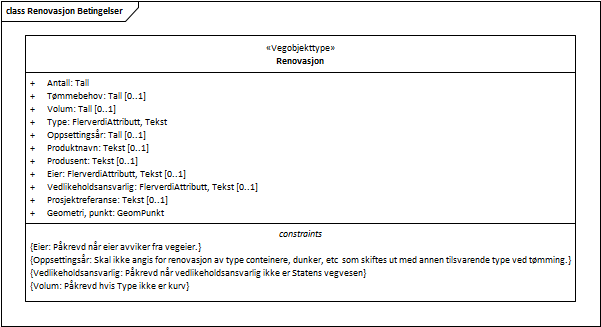 class Renovasjon Betingelser
«Vegobjekttype»
Renovasjon
+ Antall: Tall
+ Tømmebehov: Tall [0..1]
+ Volum: Tall [0..1]
+ Type: FlerverdiAttributt, Tekst
+ Oppsettingsår: Tall [0..1]
+ Produktnavn: Tekst [0..1]
+ Produsent: Tekst [0..1]
+ Eier: FlerverdiAttributt, Tekst [0..1]
+ Vedlikeholdsansvarlig: FlerverdiAttributt, Tekst [0..1]
+ Prosjektreferanse: Tekst [0..1]
+ Geometri, punkt: GeomPunkt
constraints
{Eier: Påkrevd når eier avviker fra vegeier.}
{Oppsettingsår: Skal ikke angis for renovasjon av type conteinere, dunker, etc som skiftes ut med annen tilsvarende type ved tømming.}
{Vedlikeholdsansvarlig: Påkrevd når vedlikeholdsansvarlig ikke er Statens vegvesen}
{Volum: Påkrevd hvis Type ikke er kurv}